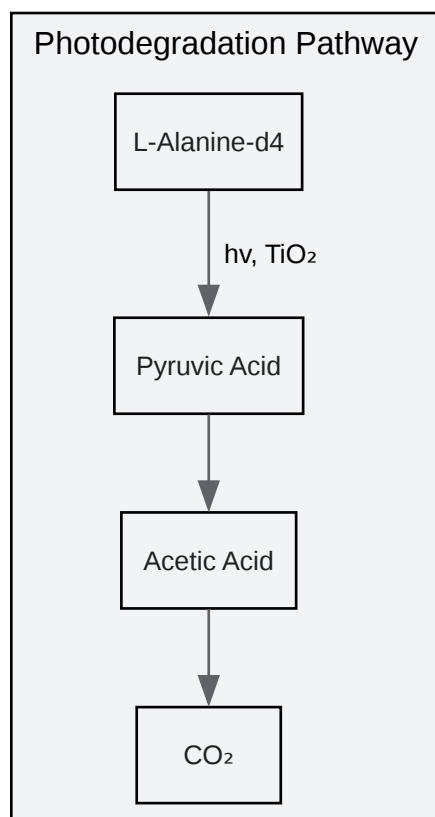 Photodegradation Pathway
L-Alanine-d4
hv, TiO₂
Pyruvic Acid
Acetic Acid
CO₂